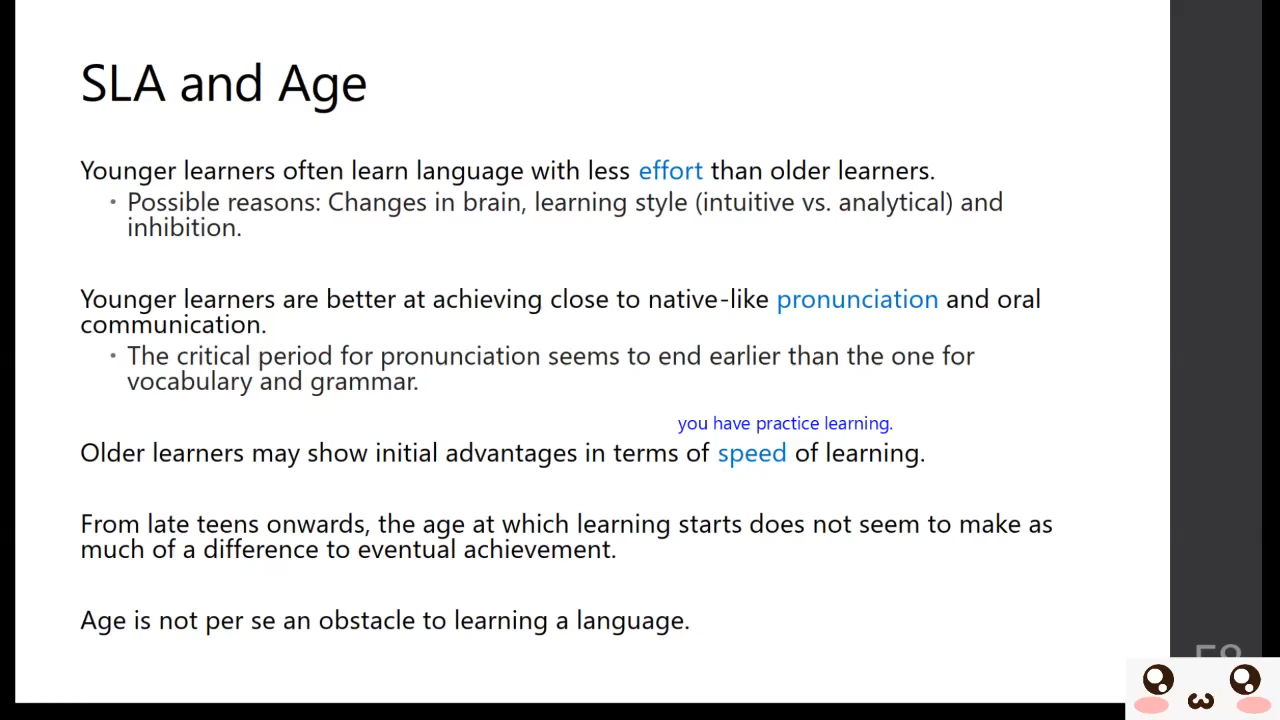 SLA and Age
Younger learners often learn language with less effort than older learners.
• Possible reasons: Changes in brain, learning style (intuitive vs. analytical) and
inhibition.
Younger learners are better at achieving close to native-like pronunciation and oral
communication.
• The critical period for pronunciation seems to end earlier than the one for
vocabulary and grammar.
you have practice learning.
Older learners may show initial advantages in terms of speed of learning.
From late teens onwards, the age at which learning starts does not seem to make as
much of a difference to eventual achievement.
Age is not per se an obstacle to learning a language.